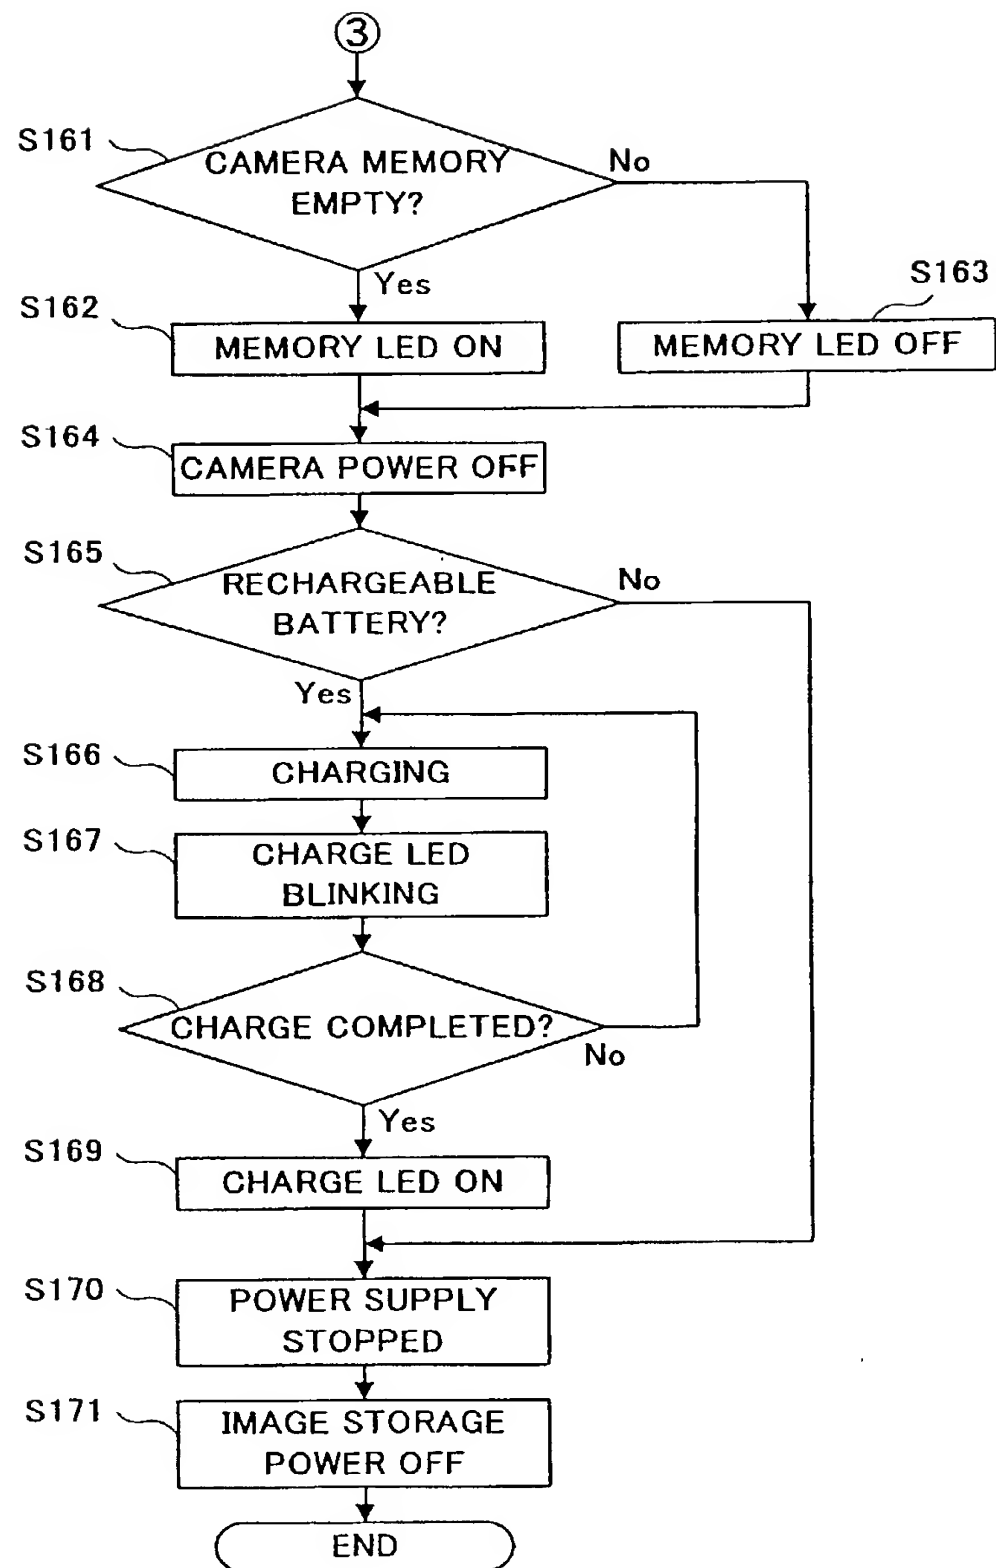 ③
S161
CAMERA MEMORY
EMPTY?
No
Yes
S162
MEMORY LED ON
S163
MEMORY LED OFF
S164
CAMERA POWER OFF
S165
RECHARGEABLE
BATTERY?
No
Yes
S166
CHARGING
S167
CHARGE LED
BLINKING
S168
CHARGE COMPLETED?
No
Yes
S169
CHARGE LED ON
S170
POWER SUPPLY
STOPPED
S171
IMAGE STORAGE
POWER OFF
END